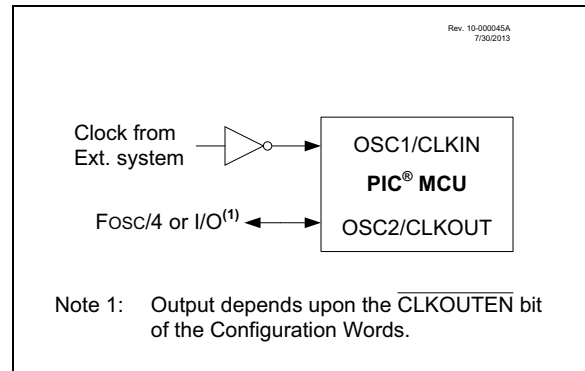 Rev. 10-000045A
7/30/2013
Clock from
Ext. system
OSC1/CLKIN
PIC® MCU
FOSC/4 or I/O(1)
OSC2/CLKOUT
Note 1: Output depends upon the CLKOUTEN bit
of the Configuration Words.